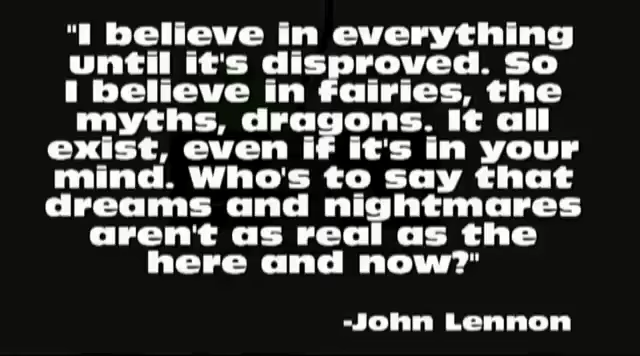 "I believe in everything
until it's disproved. So
I believe in fairies, the
myths, dragons. It all
exist, even if it's in your
mind. Who's to say that
dreams and nightmares
aren't as real as the
here and now?"
-John Lennon